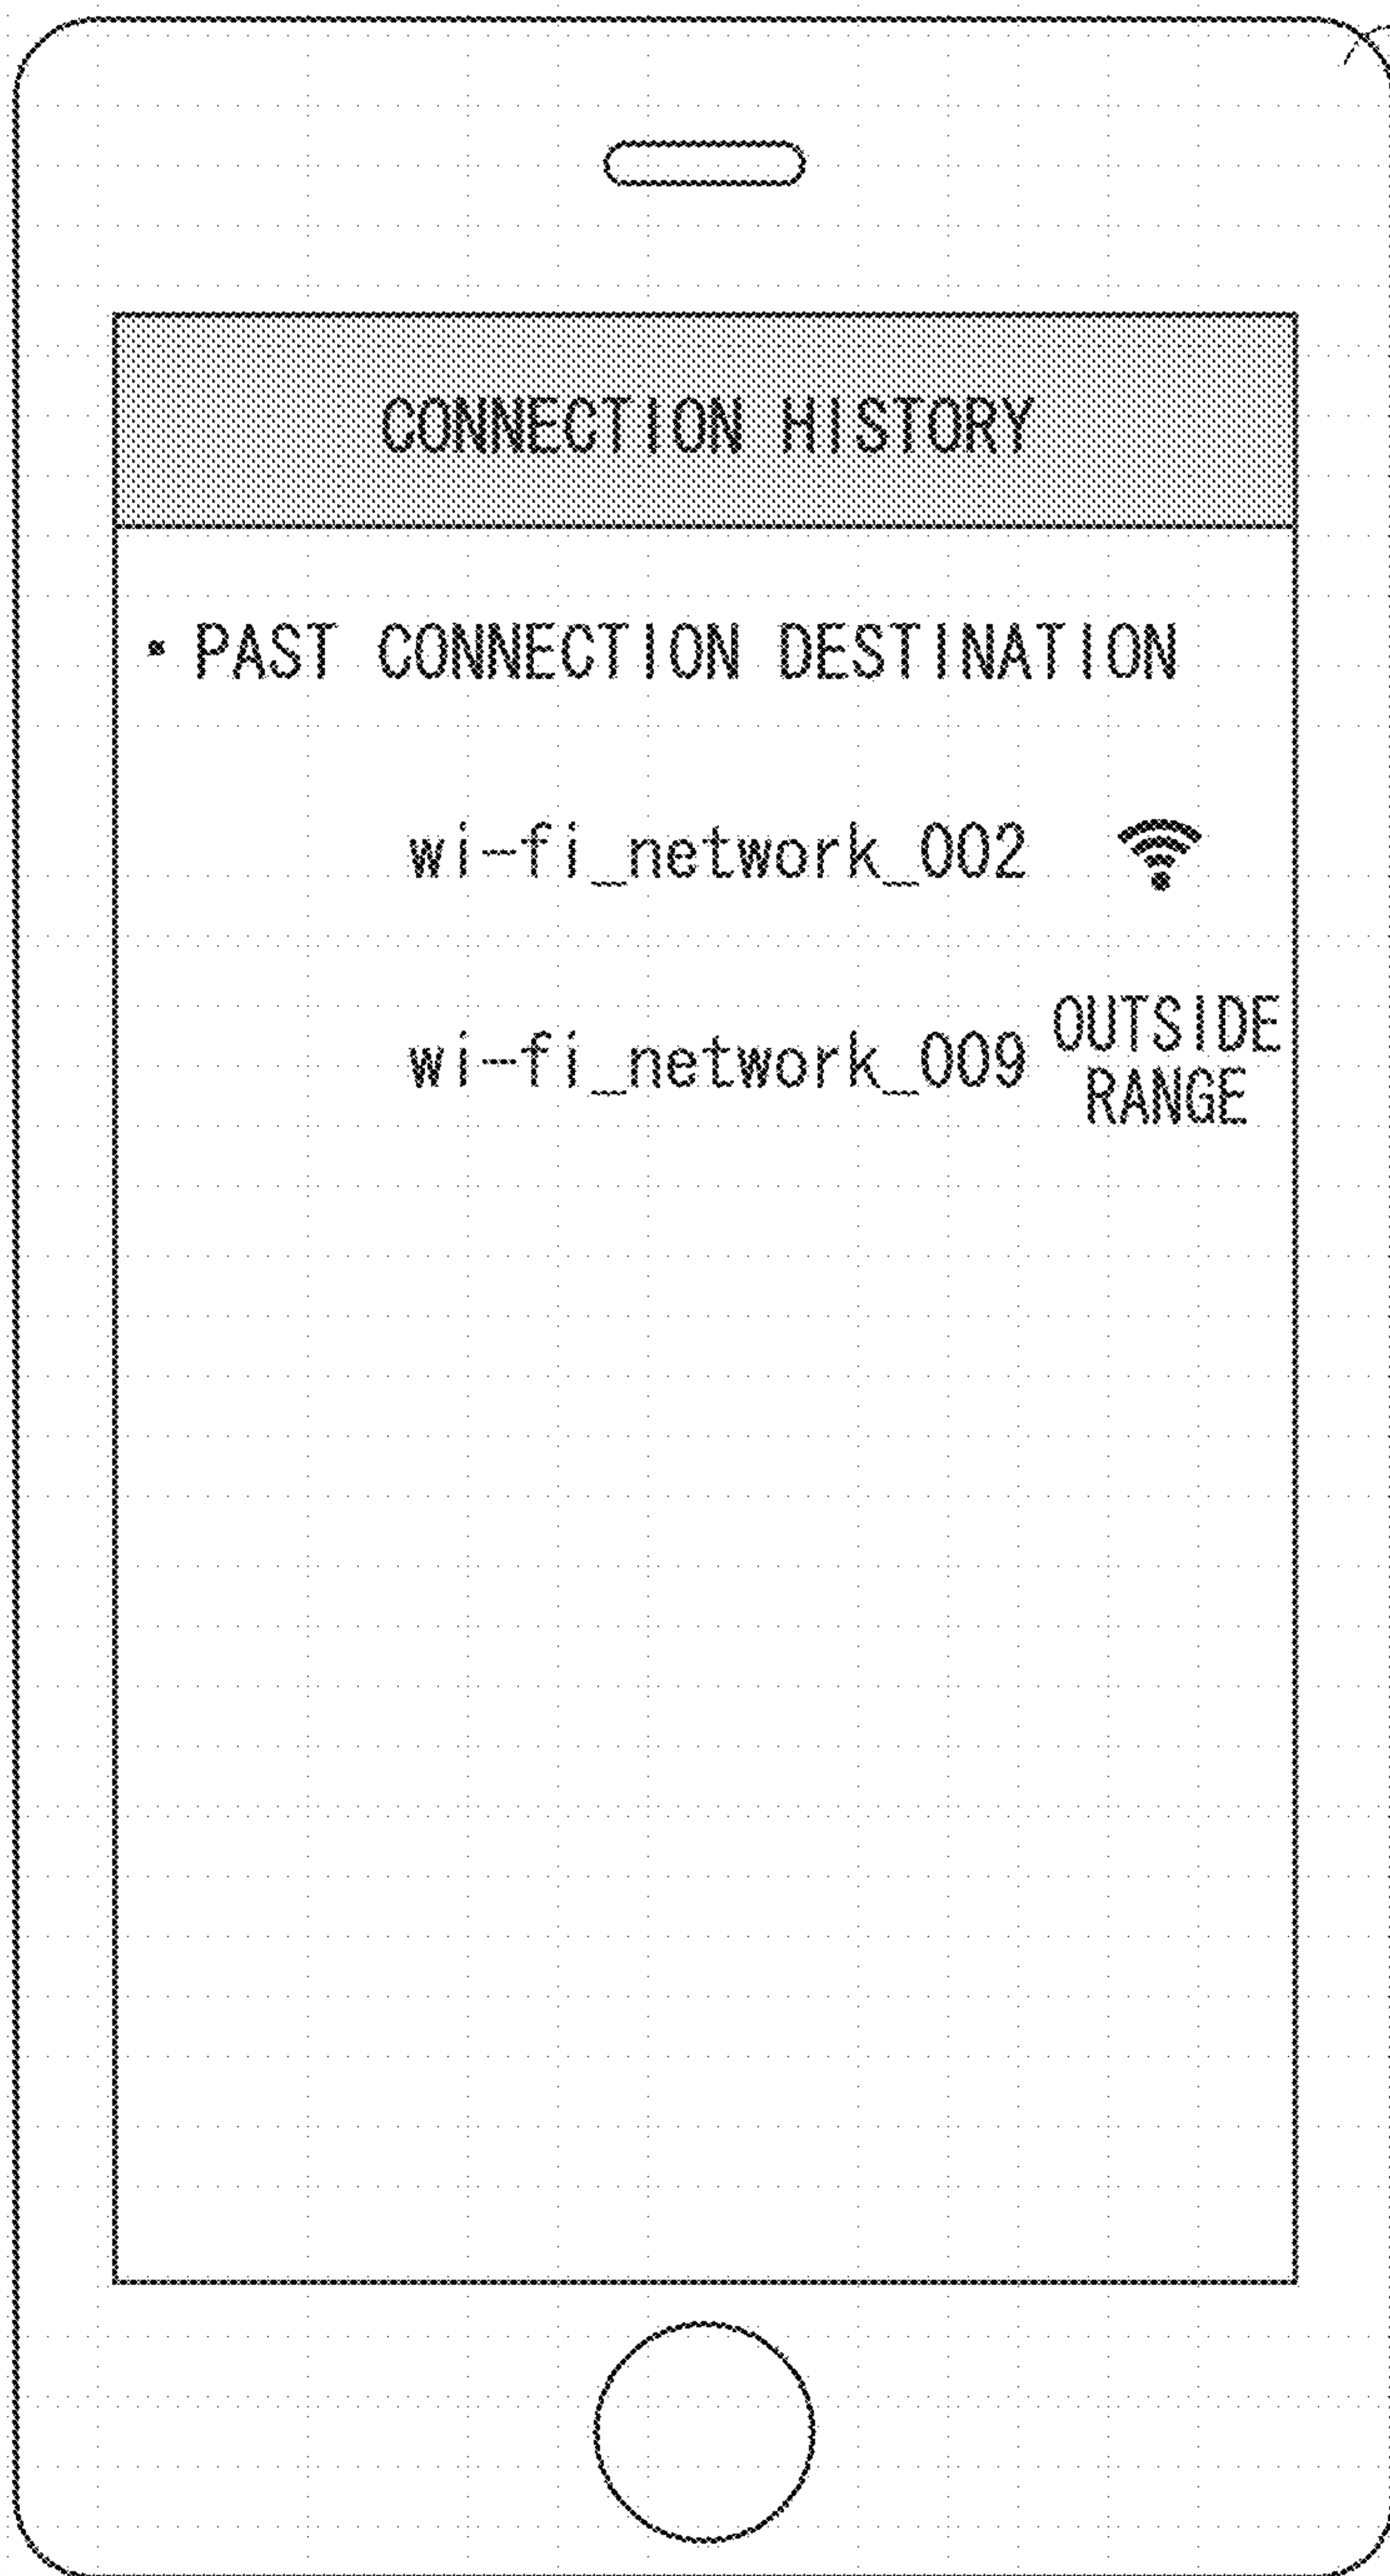 CONNECTION HISTORY
・PAST CONNECTION DESTINATION
wi-fi_network_002
wi-fi_network_009 OUTSIDE
RANGE